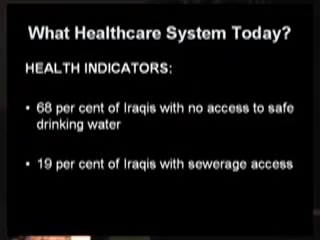 What Healthcare System Today?
HEALTH INDICATORS:
• 68 per cent of Iraqis with no access to safe
drinking water
• 19 per cent of Iraqis with sewerage access